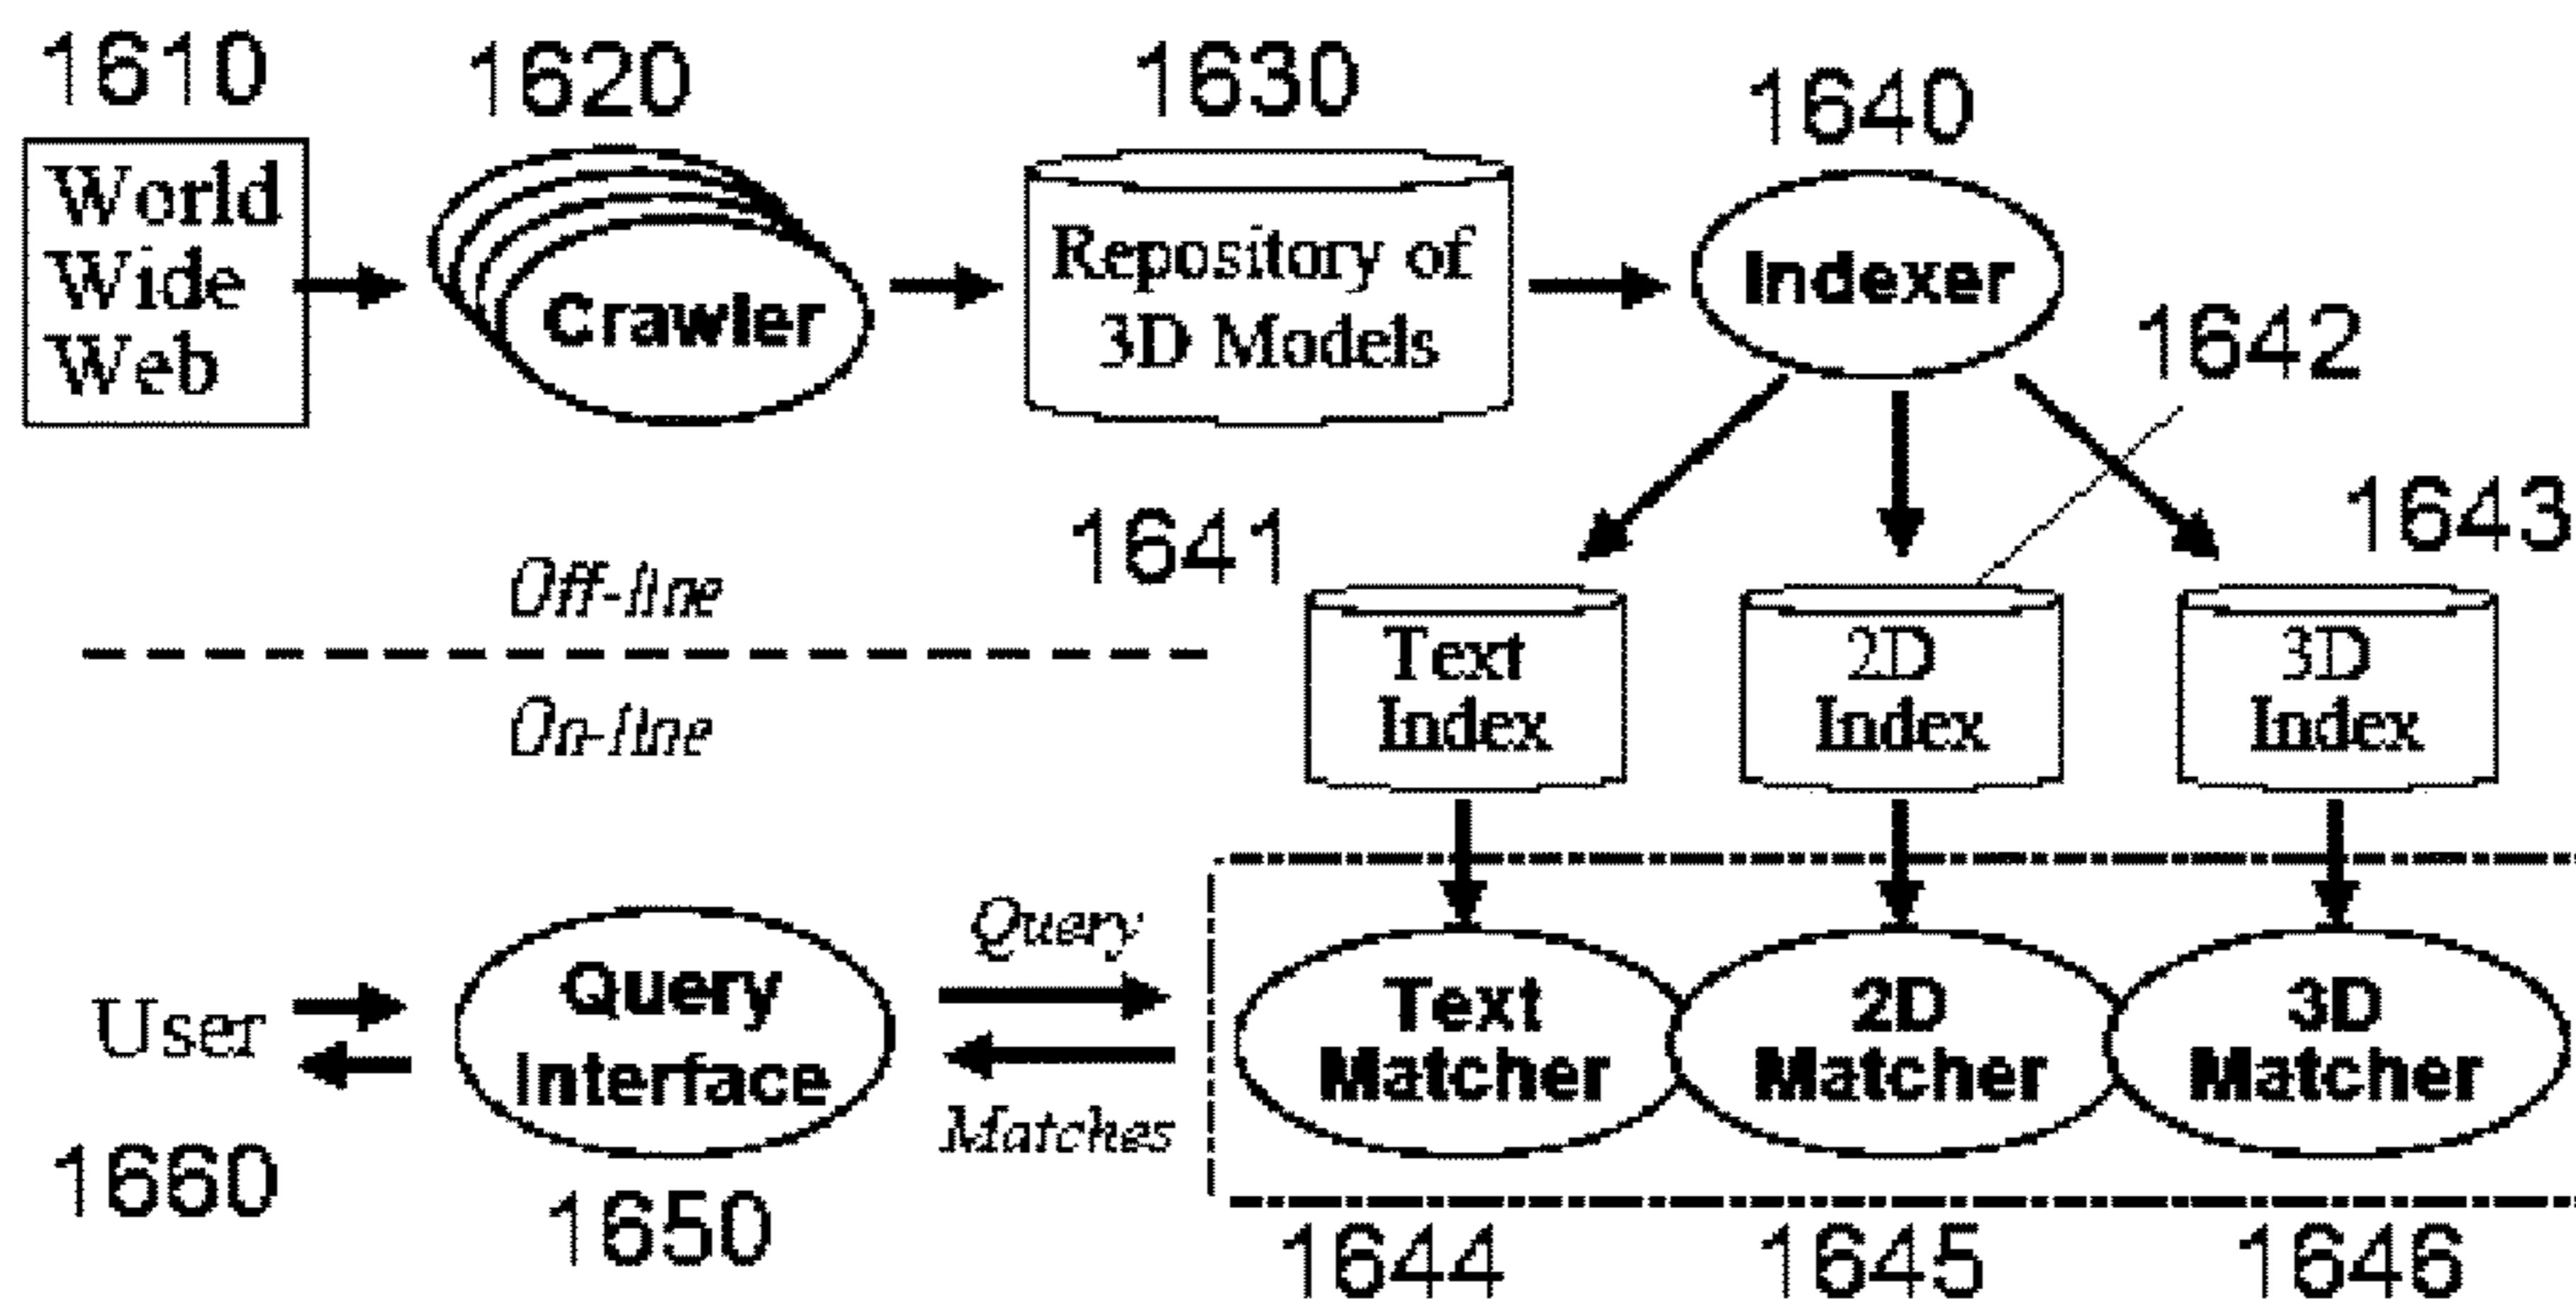 1610
1620
1630
1640
World
Wide
Web
Crawler
Repository of
3D Models
Indexer
1642
1641
1643
Off-line
On-line
Text
Index
2D
Index
3D
Index
User
1660
Query
Interface
1650
Query
Matches
Text
Matcher
2D
Matcher
3D
Matcher
1644
1645
1646